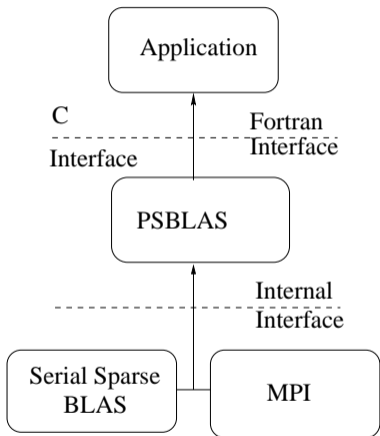 Application
C
Interface
Fortran
Interface
PSBLAS
Internal
Interface
Serial Sparse
BLAS
MPI